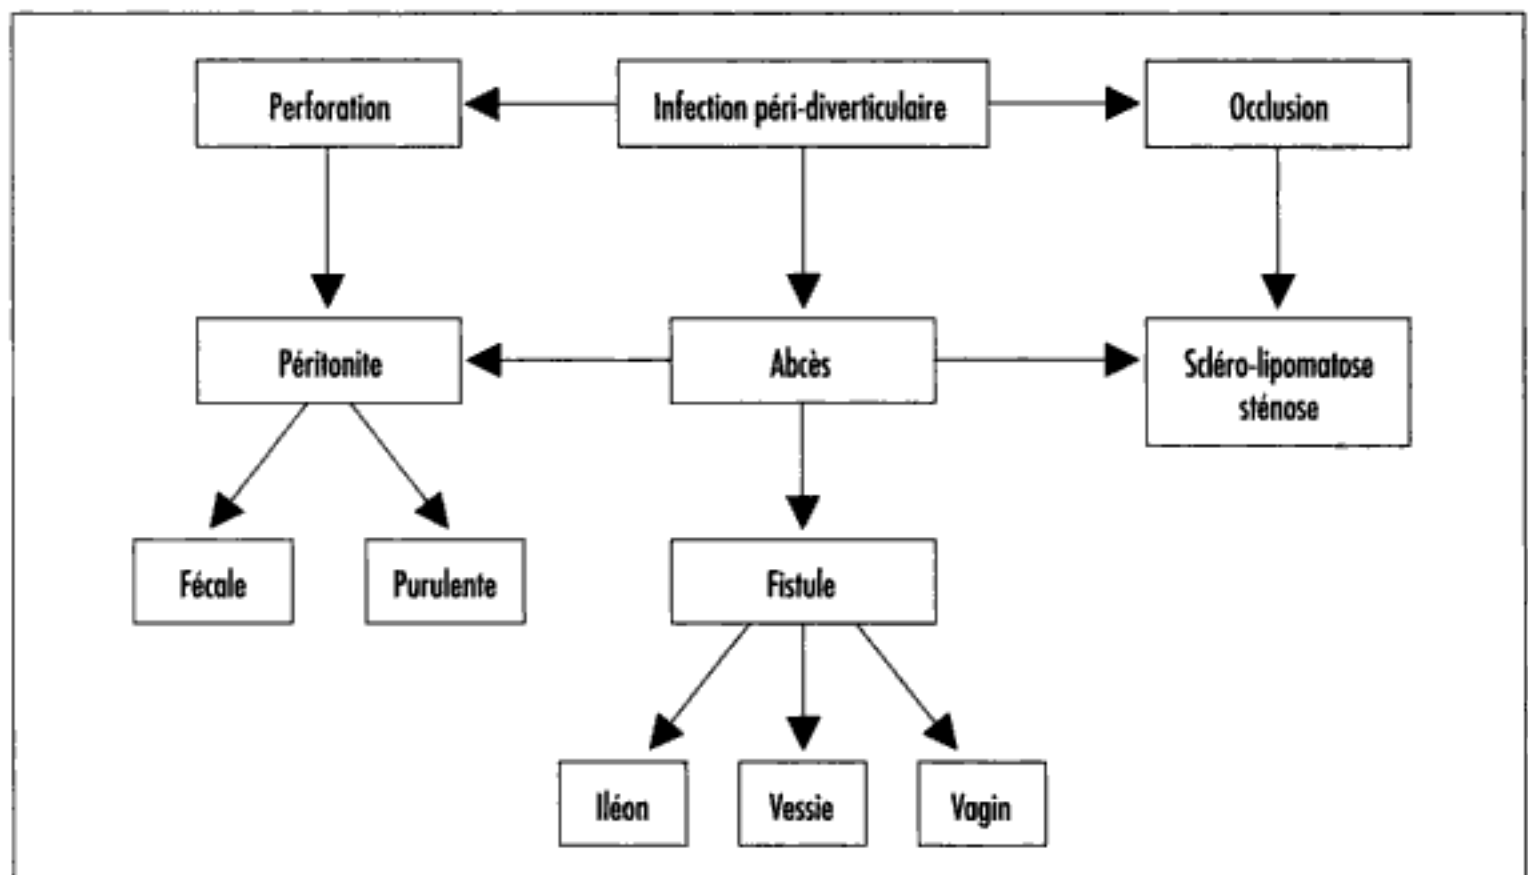 Perforation
Infection péri-diverticulaire
Occlusion
Péritonite
Abcès
Scléro-lipomatose
sténose
Fécale
Purulente
Fistule
Iléon
Vessie
Vagin